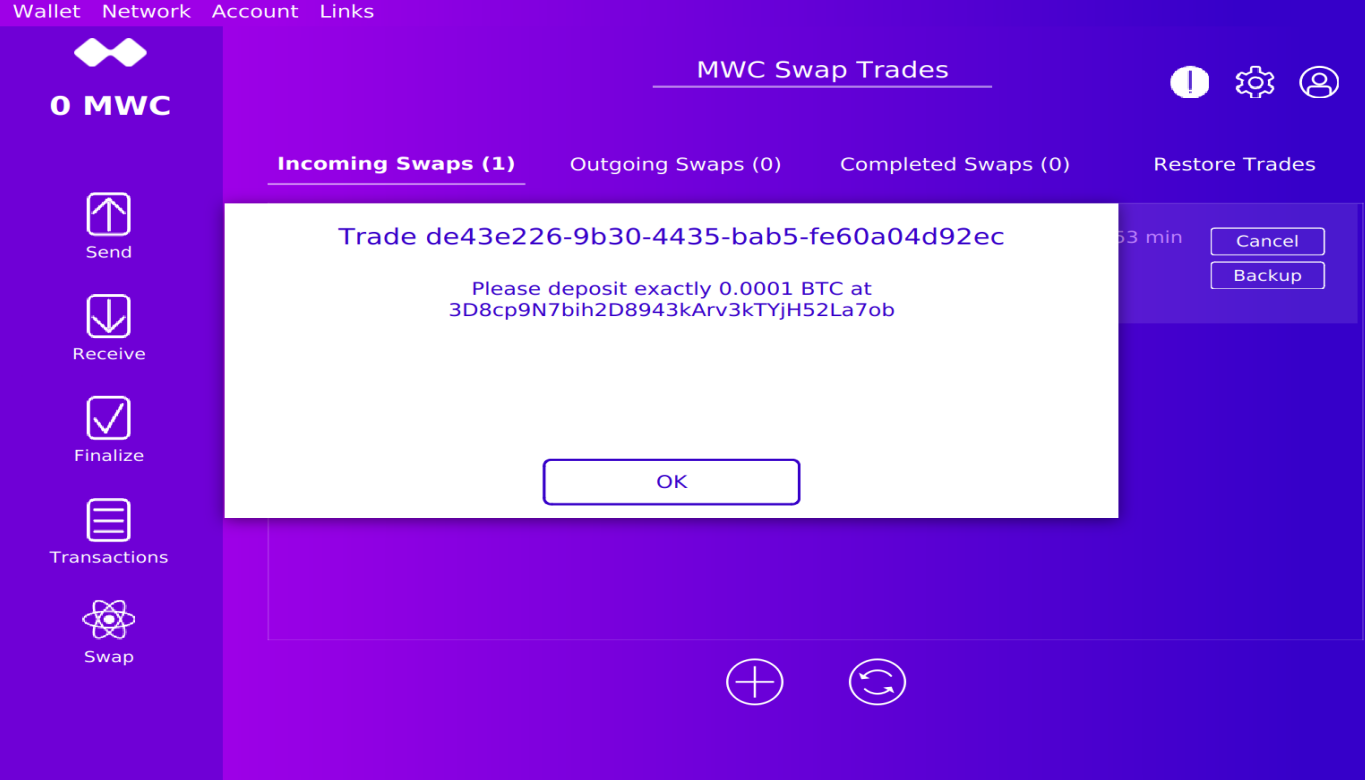 Wallet Network Account Links
0 MWC
MWC Swap Trades
Incoming Swaps (1) Outgoing Swaps (0) Completed Swaps (0) Restore Trades
Send
Receive
Finalize
Transactions
Swap
Trade de43e226-9b30-4435-bab5-fe60a04d92ec
Please deposit exactly 0.0001 BTC at
3D8cp9N7bih2D8943kArv3kTYjH52La7ob
OK
53 min
Cancel
Backup